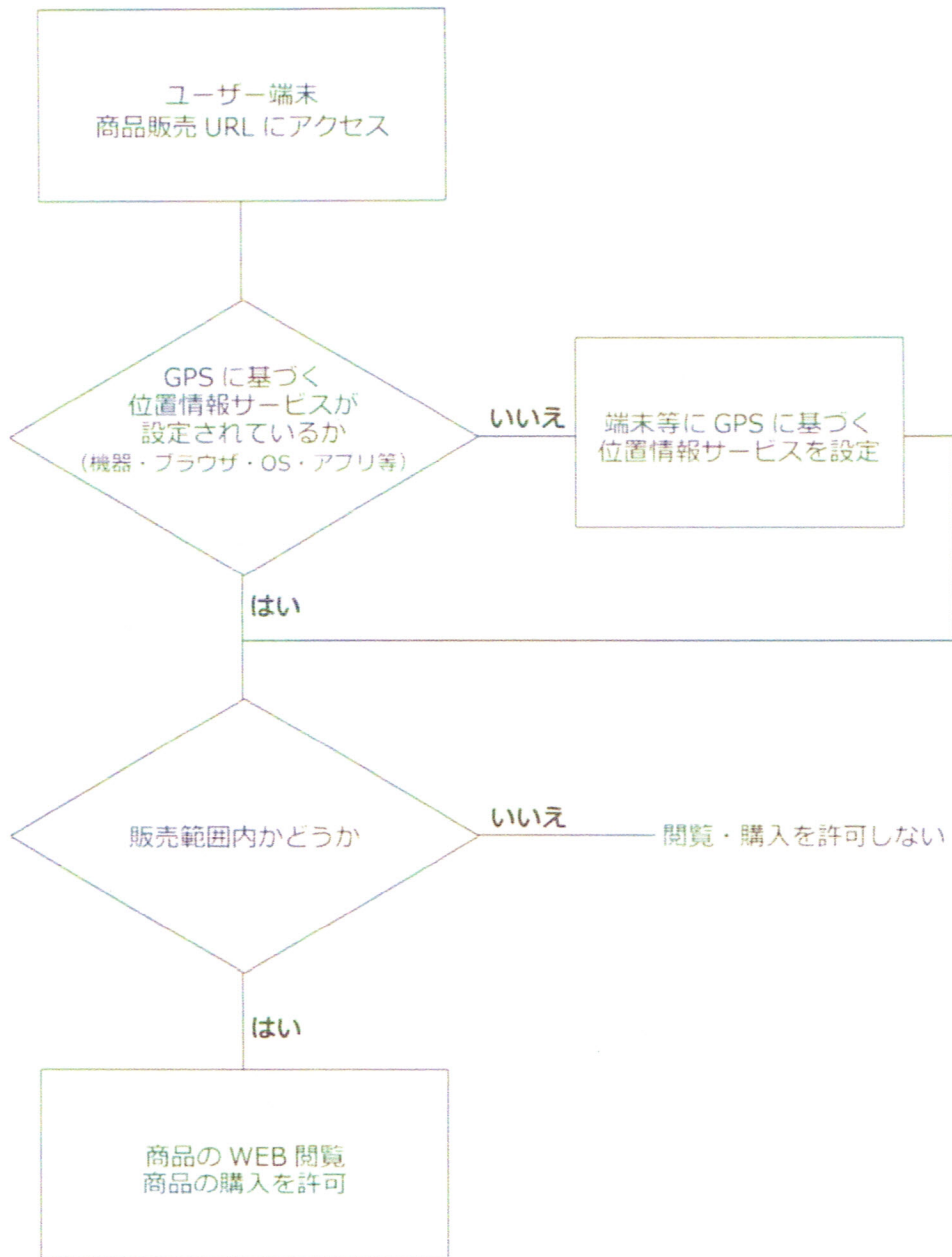 ユーザー端末
商品販売 URL にアクセス
GPS に基づく
位置情報サービスが
設定されているか
（機器・ブラウザ・OS・アプリ等）
いいえ
端末等に GPS に基づく
位置情報サービスを設定
はい
販売範囲内かどうか
いいえ
閲覧・購入を許可しない
はい
商品の WEB 閲覧
商品の購入を許可